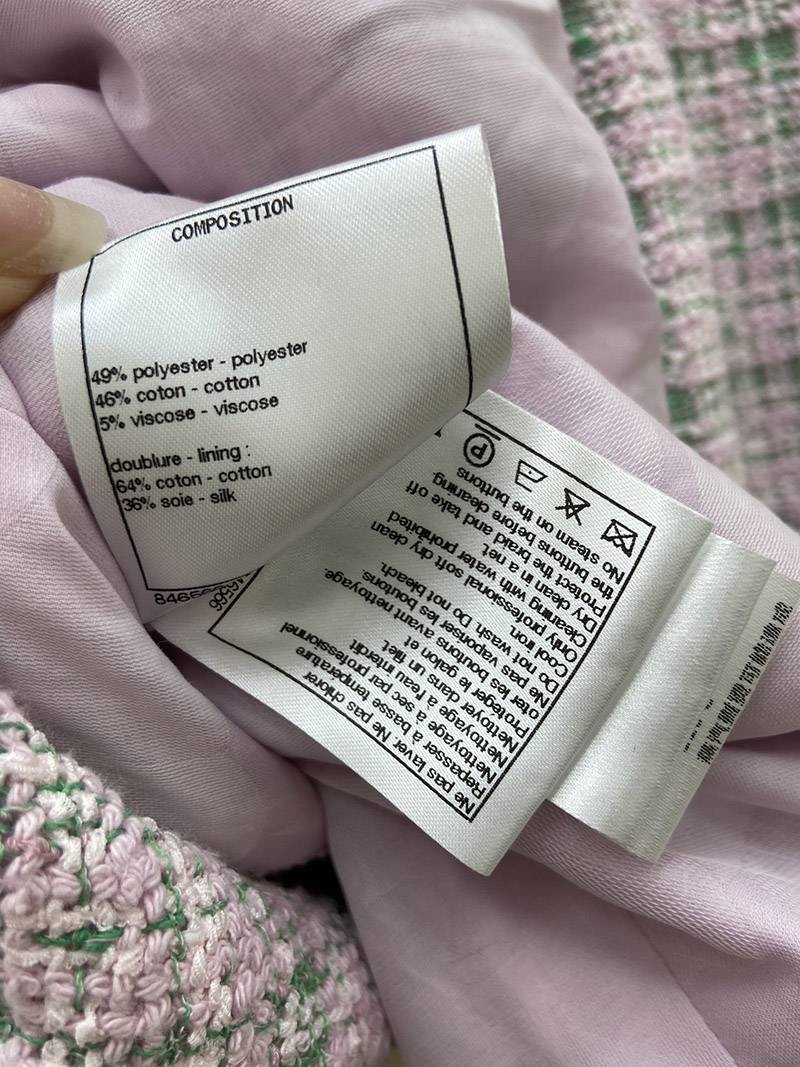 COMPOSITION
49% polyester - polyester
46% coton - cotton
5% viscose - viscose
doublure - lining :
64% coton - cotton
36% soie - silk
Ne pas laver Ne pas chlorer
Repasser à basse température
Nettoyage à sec par professionnel
Nettoyage à l'eau interdit
Nettoyer dans un filet.
Protéger le galon et
ôter les boutons avant nettoyage.
Ne pas vaporiser les boutons.
Do not wash Do not bleach.
Cool iron.
Only professional soft dry clean
Cleaning with water prohibited
Dry clean in a net.
Protect the braid and take off
the buttons before cleaning.
No steam on the buttons
P